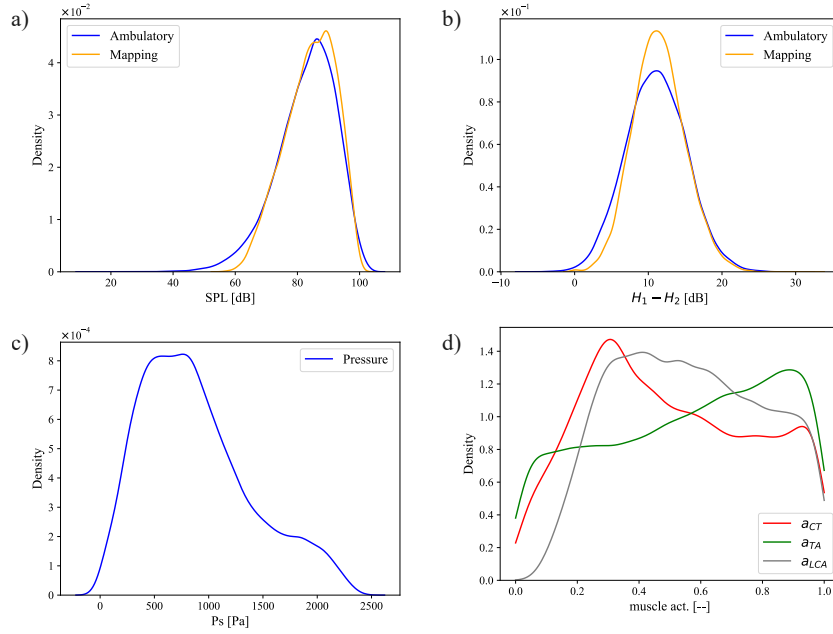 a)
×10⁻²
Ambulatory
Mapping
Density
4
3
2
1
0
20
40
60
80
100
SPL [dB]
b)
×10⁻¹
Ambulatory
Mapping
Density
1.0
0.8
0.6
0.4
0.2
0.0
−10
0
10
20
30
H₁ − H₂ [dB]
c)
×10⁻⁴
Pressure
Density
8
7
6
5
4
3
2
1
0
0
500
1000
1500
2000
2500
Ps [Pa]
d)
Density
1.4
1.2
1.0
0.8
0.6
0.4
0.2
0.0
a_CT
a_TA
a_LCA
0.0
0.2
0.4
0.6
0.8
1.0
muscle act. [--]